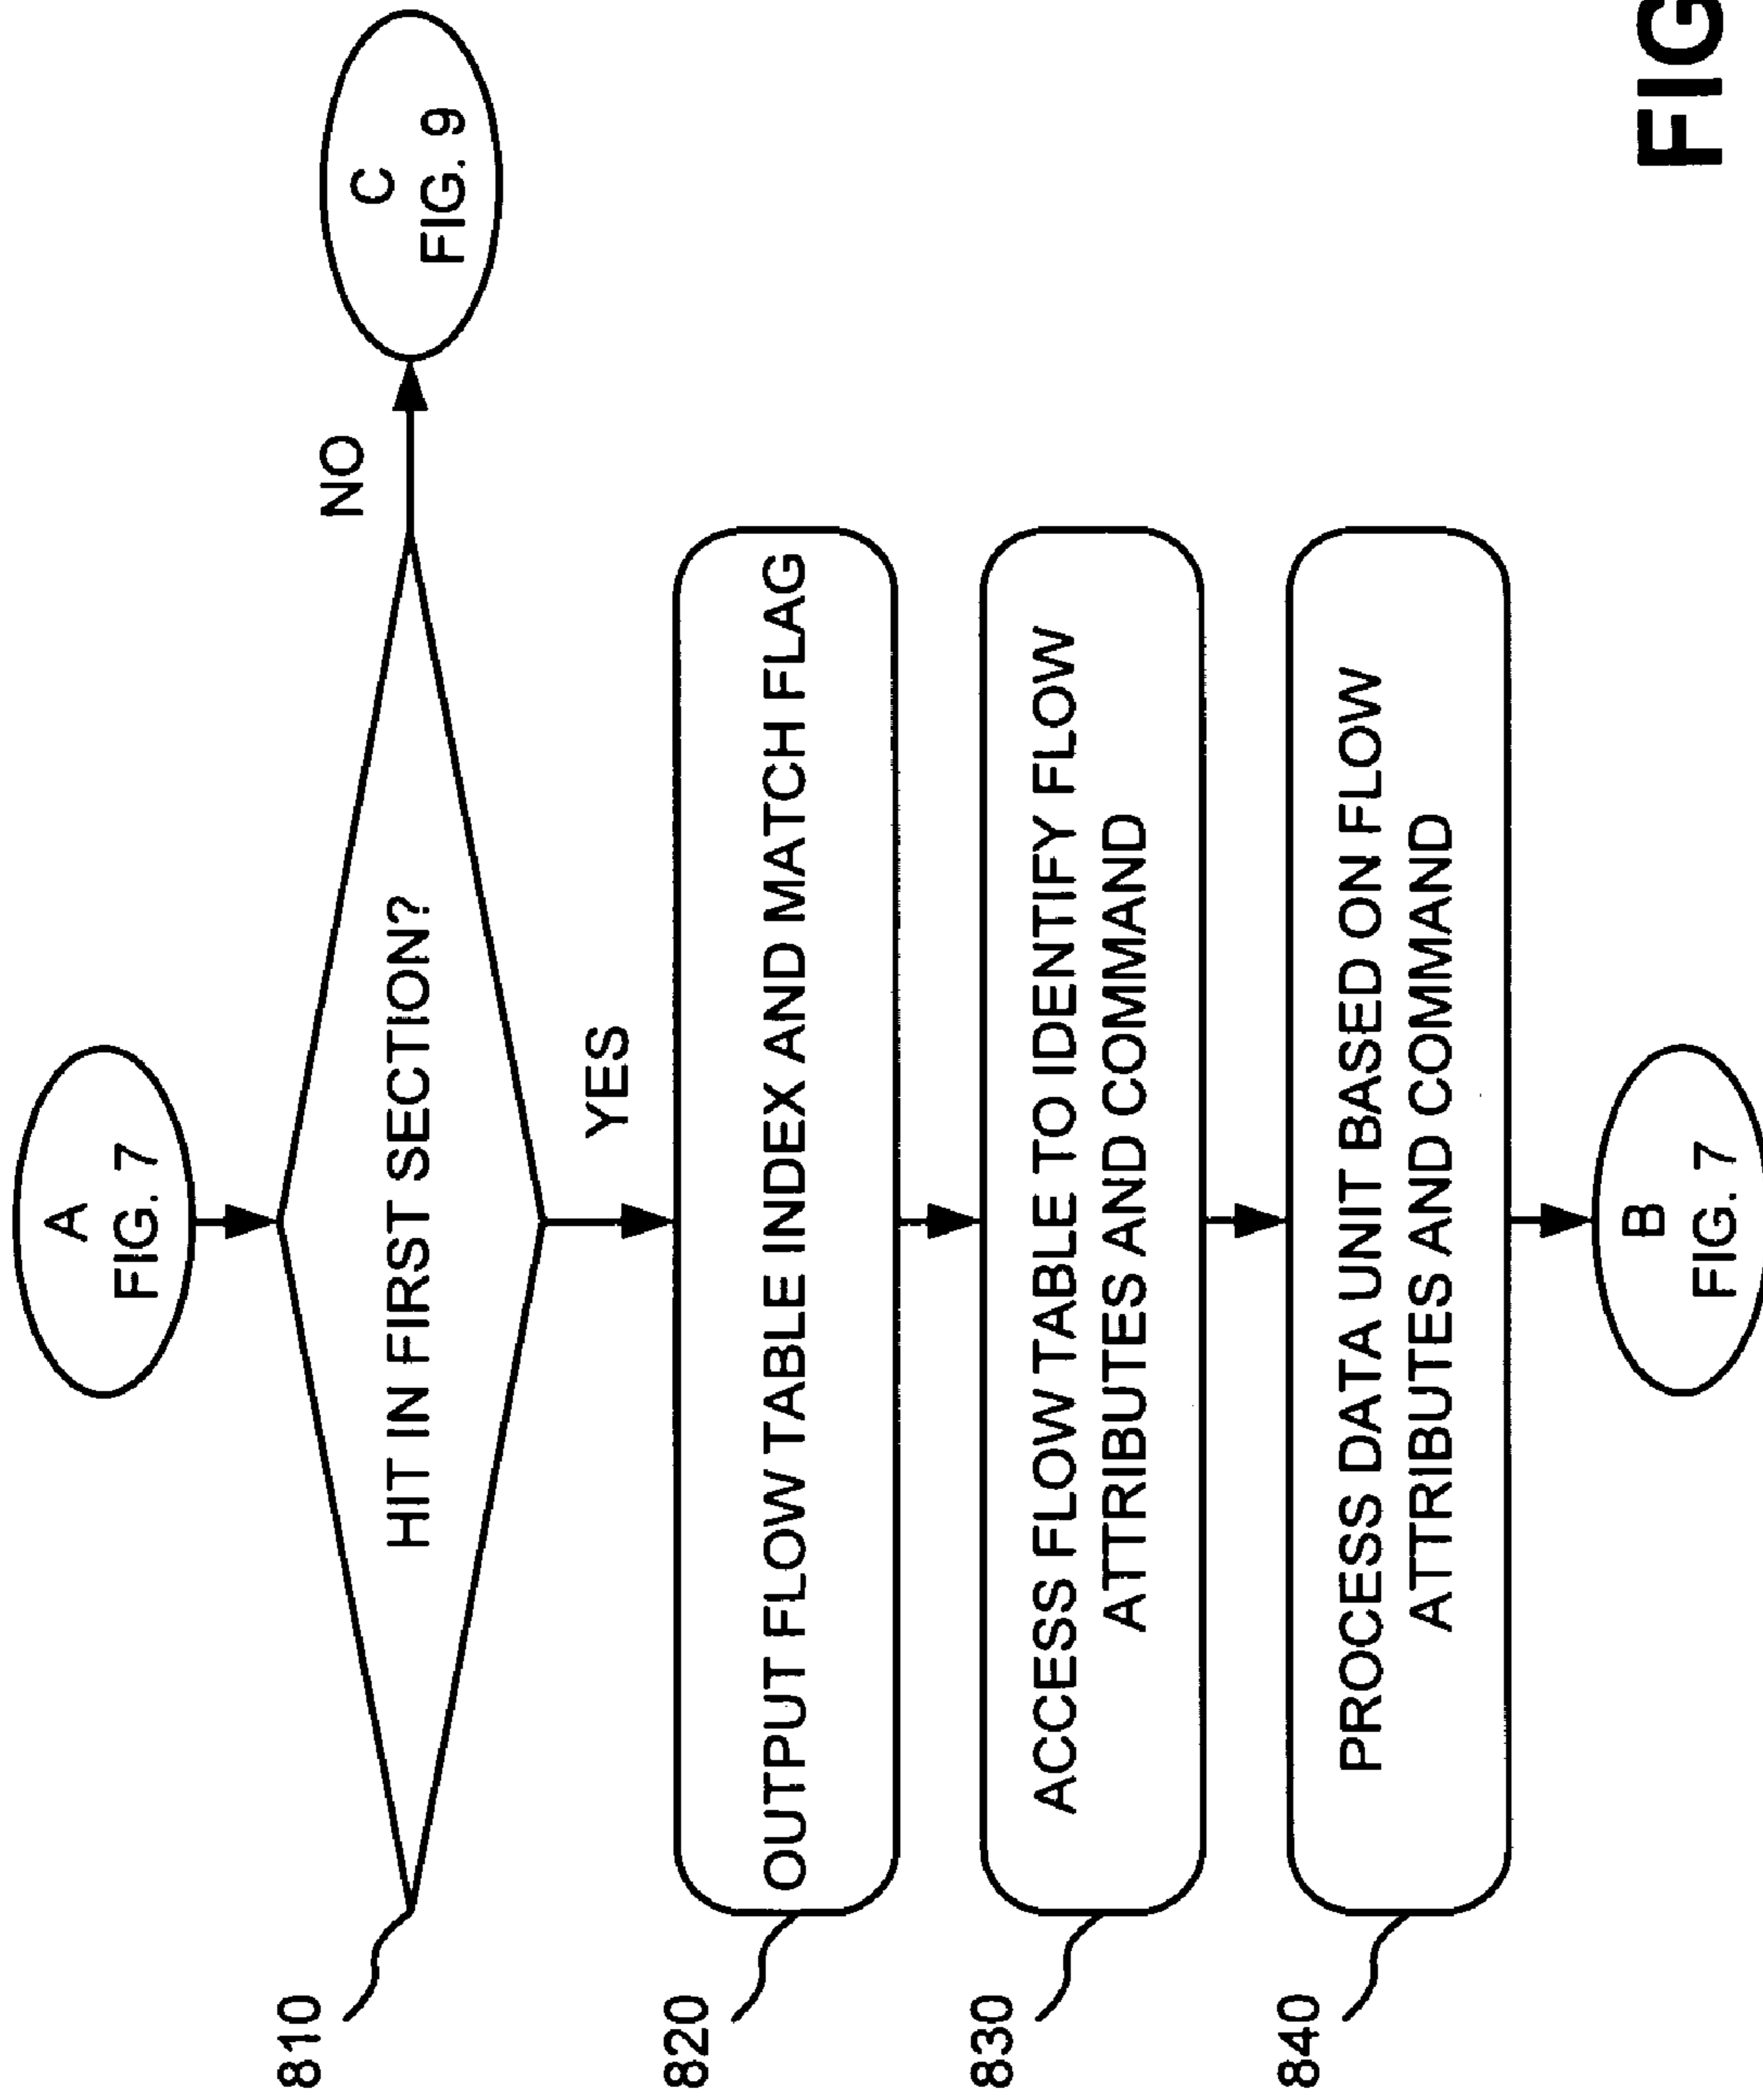 A
FIG. 7
810
HIT IN FIRST SECTION?
NO
C
FIG. 9
YES
820
OUTPUT FLOW TABLE INDEX AND MATCH FLAG
830
ACCESS FLOW TABLE TO IDENTIFY FLOW
ATTRIBUTES AND COMMAND
840
PROCESS DATA UNIT BASED ON FLOW
ATTRIBUTES AND COMMAND
B
FIG. 7
FIG